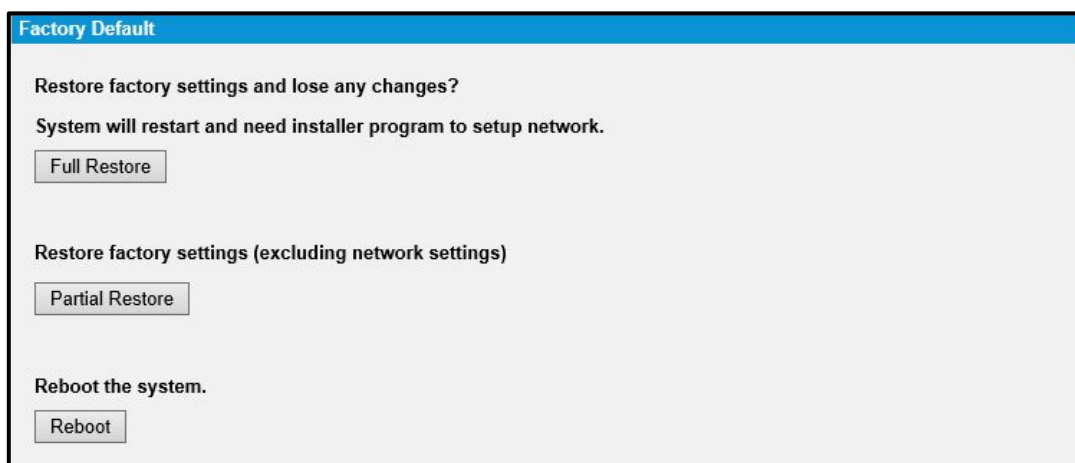 Factory Default
Restore factory settings and lose any changes?
System will restart and need installer program to setup network.
Full Restore
Restore factory settings (excluding network settings)
Partial Restore
Reboot the system.
Reboot